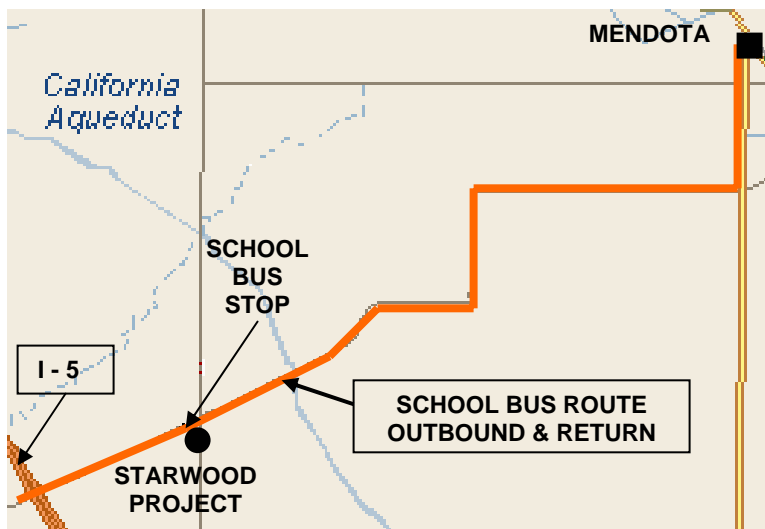 MENDOTA
California
Aqueduct
SCHOOL
BUS
STOP
I - 5
SCHOOL BUS ROUTE
OUTBOUND & RETURN
STARWOOD
PROJECT